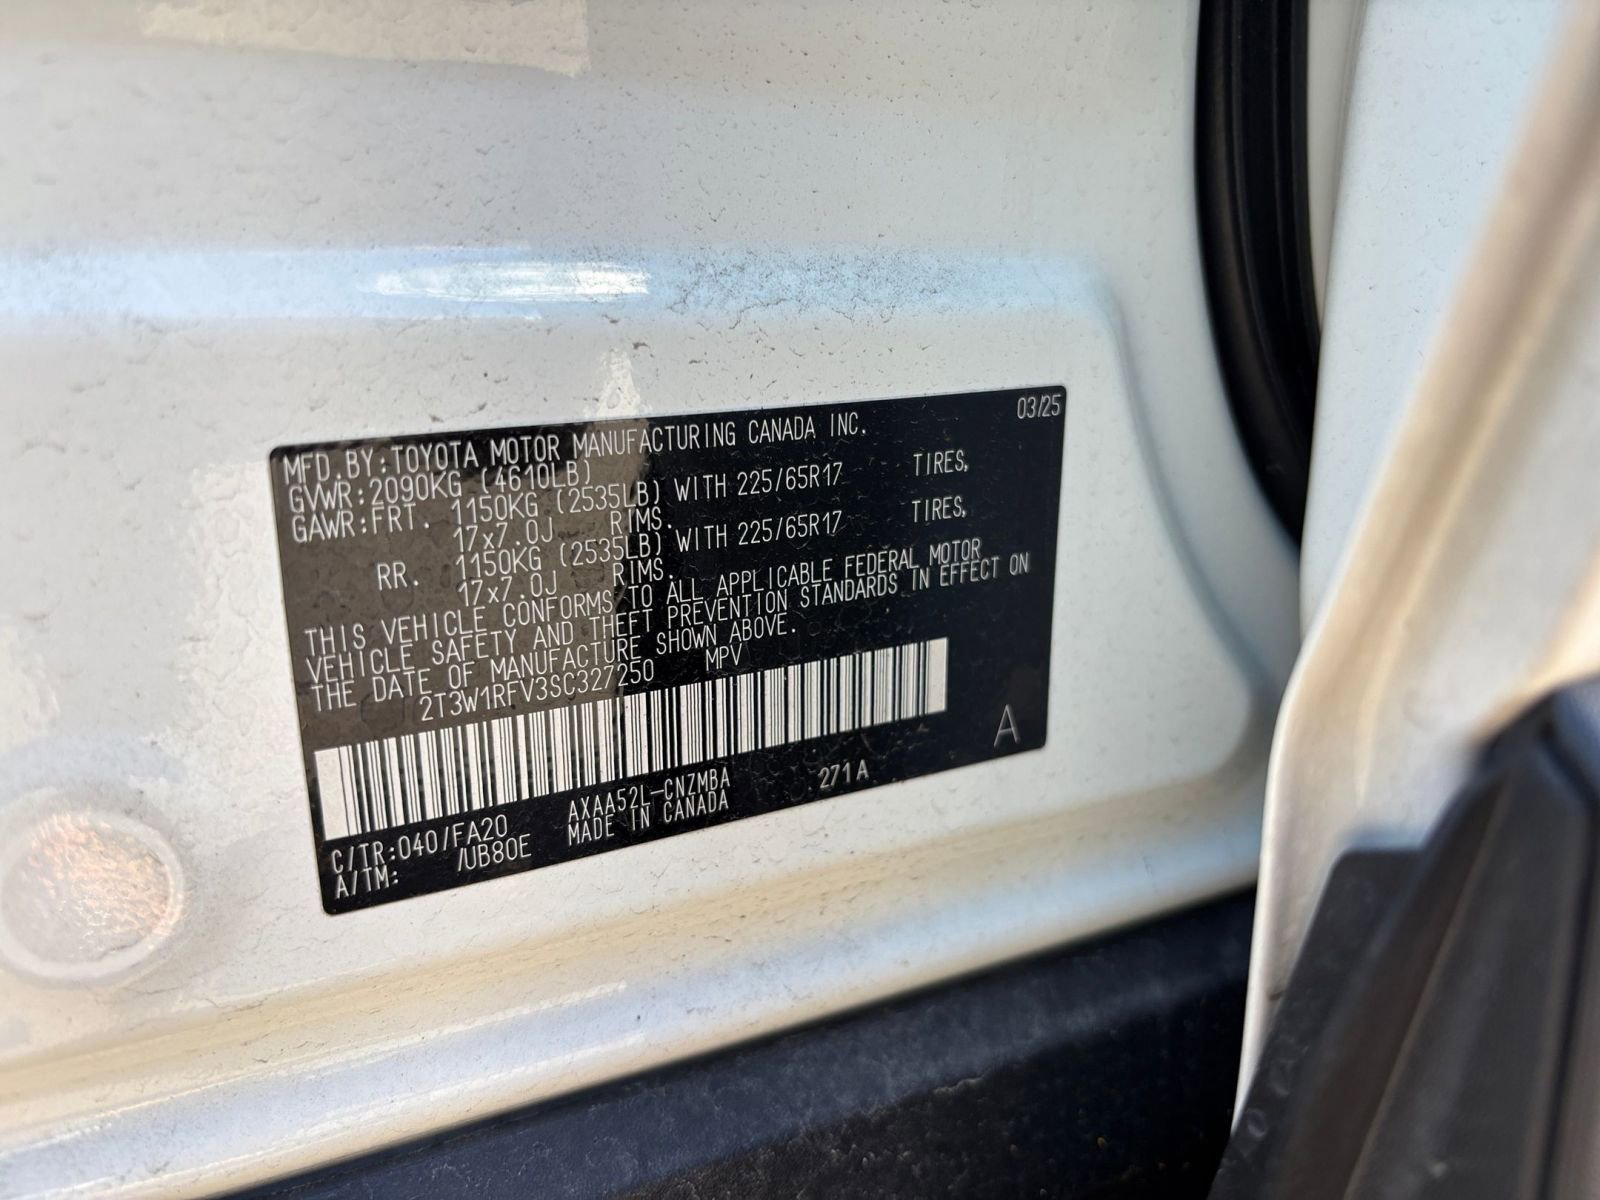 03/25
MFD.BY:TOYOTA MOTOR MANUFACTURING CANADA INC.
GVWR:2090KG (4610LB)
GAWR:FRT. 1150KG (2535LB) WITH 225/65R17 TIRES,
17x7.0J RIMS.
RR. 1150KG (2535LB) WITH 225/65R17 TIRES,
17x7.0J RIMS.
THIS VEHICLE CONFORMS TO ALL APPLICABLE FEDERAL MOTOR
VEHICLE SAFETY AND THEFT PREVENTION STANDARDS IN EFFECT ON
THE DATE OF MANUFACTURE SHOWN ABOVE.
2T3W1RFV3SC327250 MPV
A
C/TR:040/FA20 AXAA52L-CNZMBA 271A
A/TM: /UB80E MADE IN CANADA